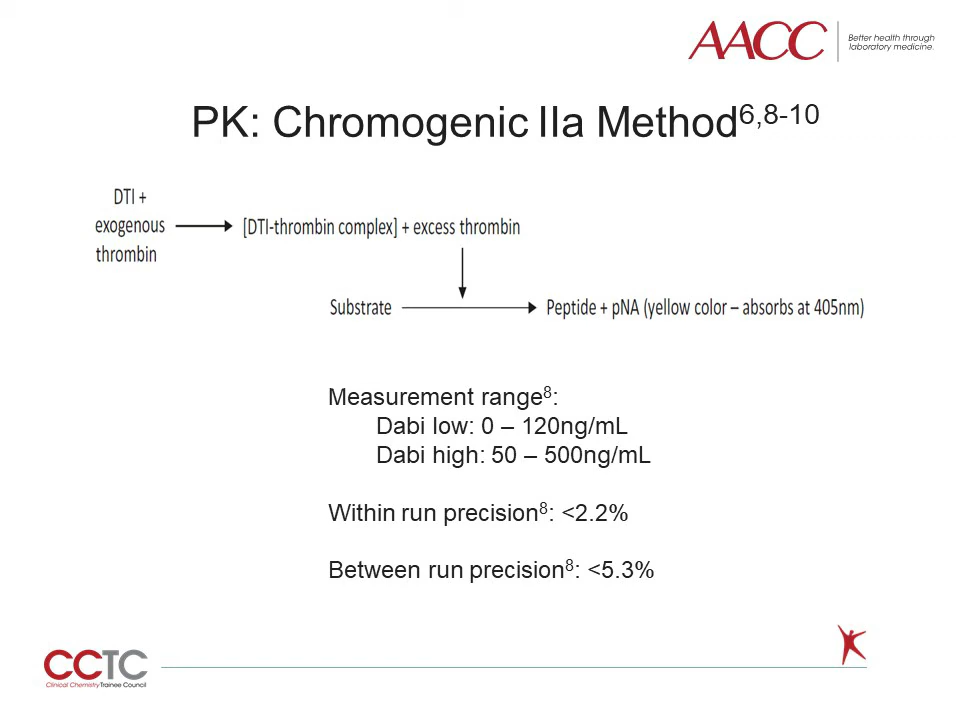 AACC
Better health through
laboratory medicine.
PK: Chromogenic IIa Method6,8-10
DTI +
exogenous
thrombin
[DTI-thrombin complex] + excess thrombin
Substrate
Peptide + pNA (yellow color – absorbs at 405nm)
Measurement range8:
Dabi low: 0 – 120ng/mL
Dabi high: 50 – 500ng/mL
Within run precision8: <2.2%
Between run precision8: <5.3%
CCTC
Clinical Chemistry Trainee Council